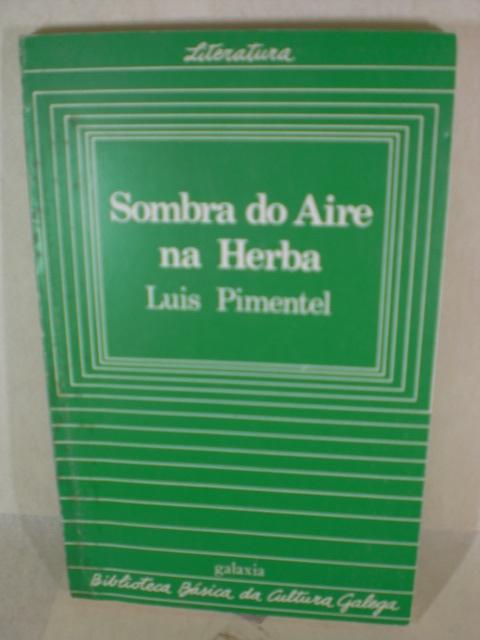 Literatura
Sombra do Aire
na Herba
Luis Pimentel
galaxia
Biblioteca Básica da Cultura Galega